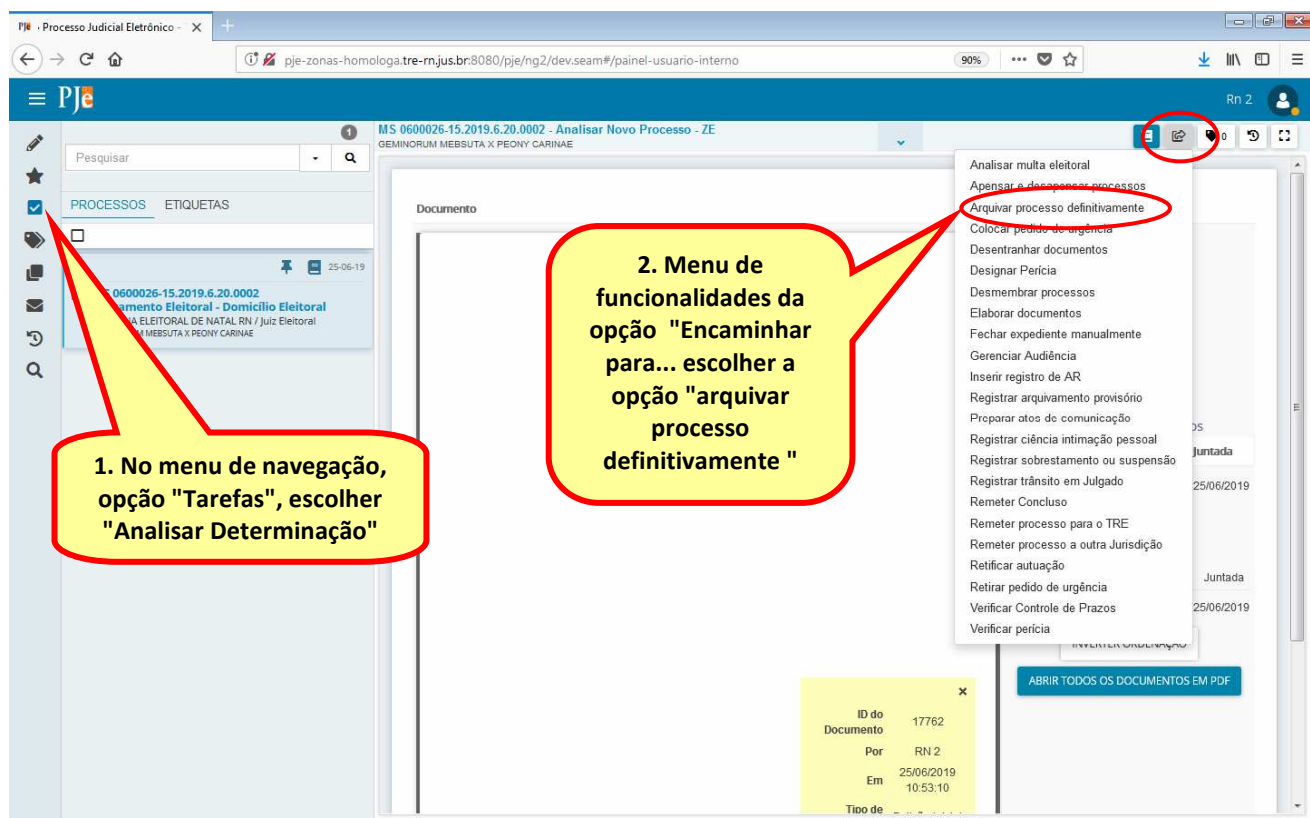 PJe · Processo Judicial Eletrônico -
pje-zonas-homologa.tre-rn.jus.br:8080/pje/ng2/dev.seam#/painel-usuario-interno
90%
PJe
Rn 2
1
Pesquisar
PROCESSOS ETIQUETAS
25-06-19
0600026-15.2019.6.20.0002
amento Eleitoral - Domicílio Eleitoral
A ELEITORAL DE NATAL RN / Juiz Eleitoral
M MEBSUTA X PEONY CARINAE
MS 0600026-15.2019.6.20.0002 - Analisar Novo Processo - ZE
GEMINORUM MEBSUTA X PEONY CARINAE
0
Documento
1. No menu de navegação,
opção "Tarefas", escolher
"Analisar Determinação"
2. Menu de
funcionalidades da
opção "Encaminhar
para... escolher a
opção "arquivar
processo
definitivamente "
Analisar multa eleitoral
Apensar e desapensar processos
Arquivar processo definitivamente
Colocar pedido de urgência
Desentranhar documentos
Designar Perícia
Desmembrar processos
Elaborar documentos
Fechar expediente manualmente
Gerenciar Audiência
Inserir registro de AR
Registrar arquivamento provisório
Preparar atos de comunicação
Registrar ciência intimação pessoal
Registrar sobrestamento ou suspensão
Registrar trânsito em Julgado
Remeter Concluso
Remeter processo para o TRE
Remeter processo a outra Jurisdição
Retificar autuação
Retirar pedido de urgência
Verificar Controle de Prazos
Verificar perícia
OS
Juntada
25/06/2019
Juntada
25/06/2019
INVERTER ORDENAÇÃO
ABRIR TODOS OS DOCUMENTOS EM PDF
ID do
Documento
17762
Por RN 2
Em
25/06/2019
10:53:10
Tipo de